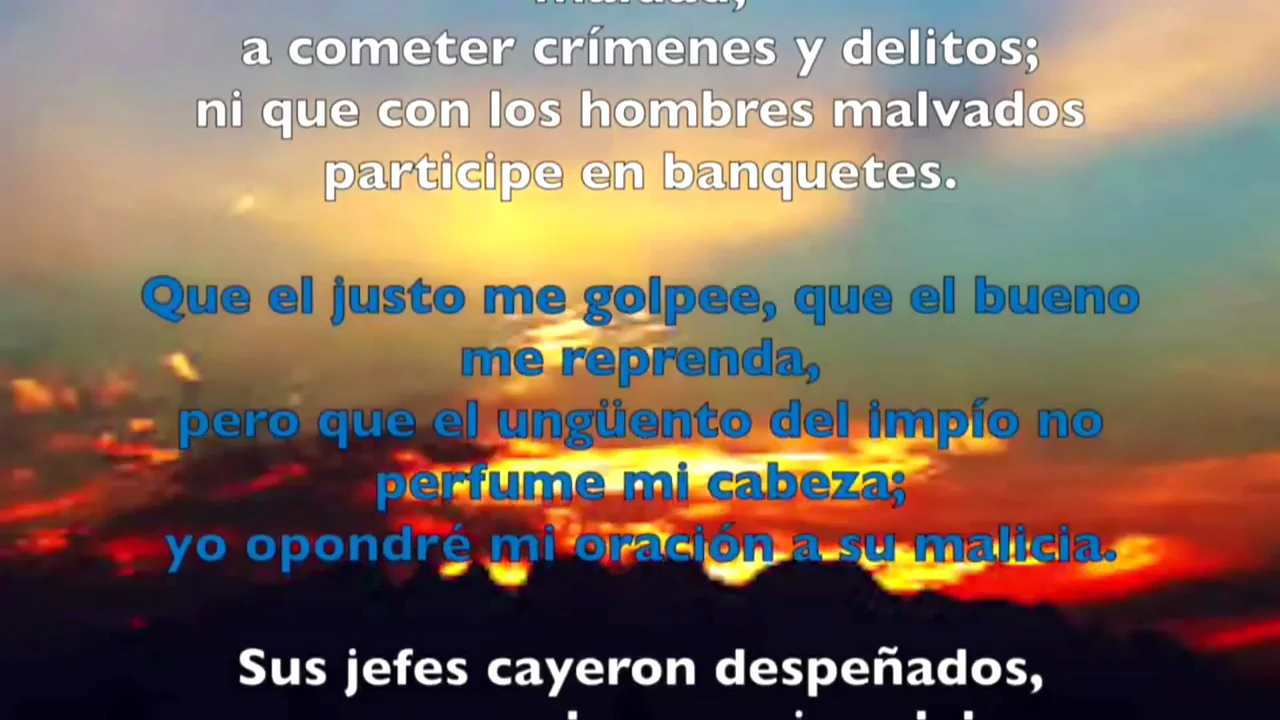 a cometer crímenes y delitos;
ni que con los hombres malvados
participe en banquetes.
Que el justo me golpee, que el bueno
me reprenda,
pero que el ungüento del impío no
perfume mi cabeza;
yo opondré mi oración a su malicia.
Sus jefes cayeron despeñados,